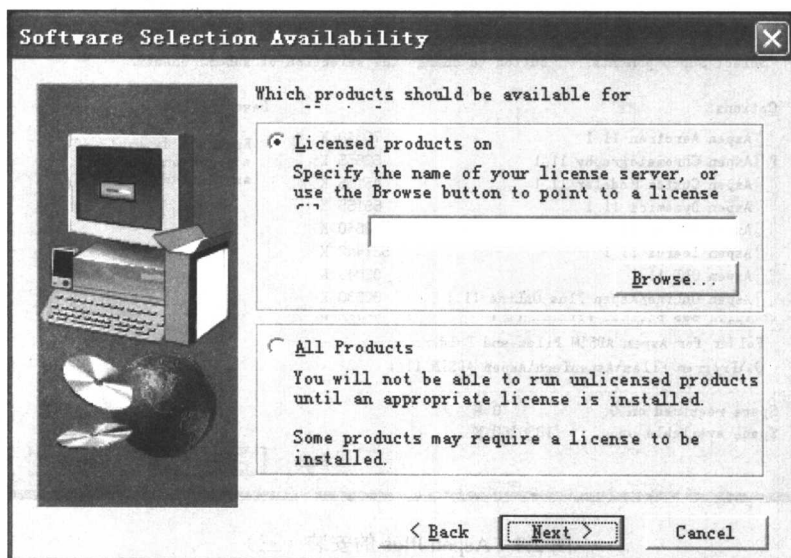 Software Selection Availability
Which products should be available for
Licensed products on
Specify the name of your license server, or
use the Browse button to point to a license
Browse...
All Products
You will not be able to run unlicensed products
until an appropriate license is installed.
Some products may require a license to be
installed.
< Back
Next >
Cancel